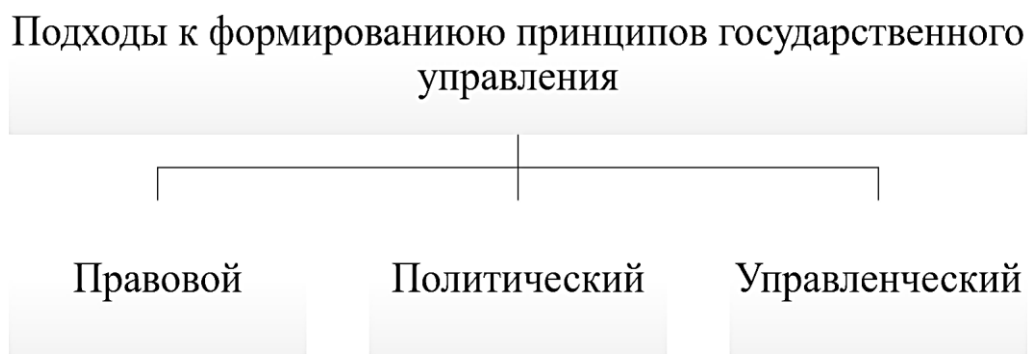 Подходы к формированиюю принципов государственного
управления
Правовой
Политический
Управленческий